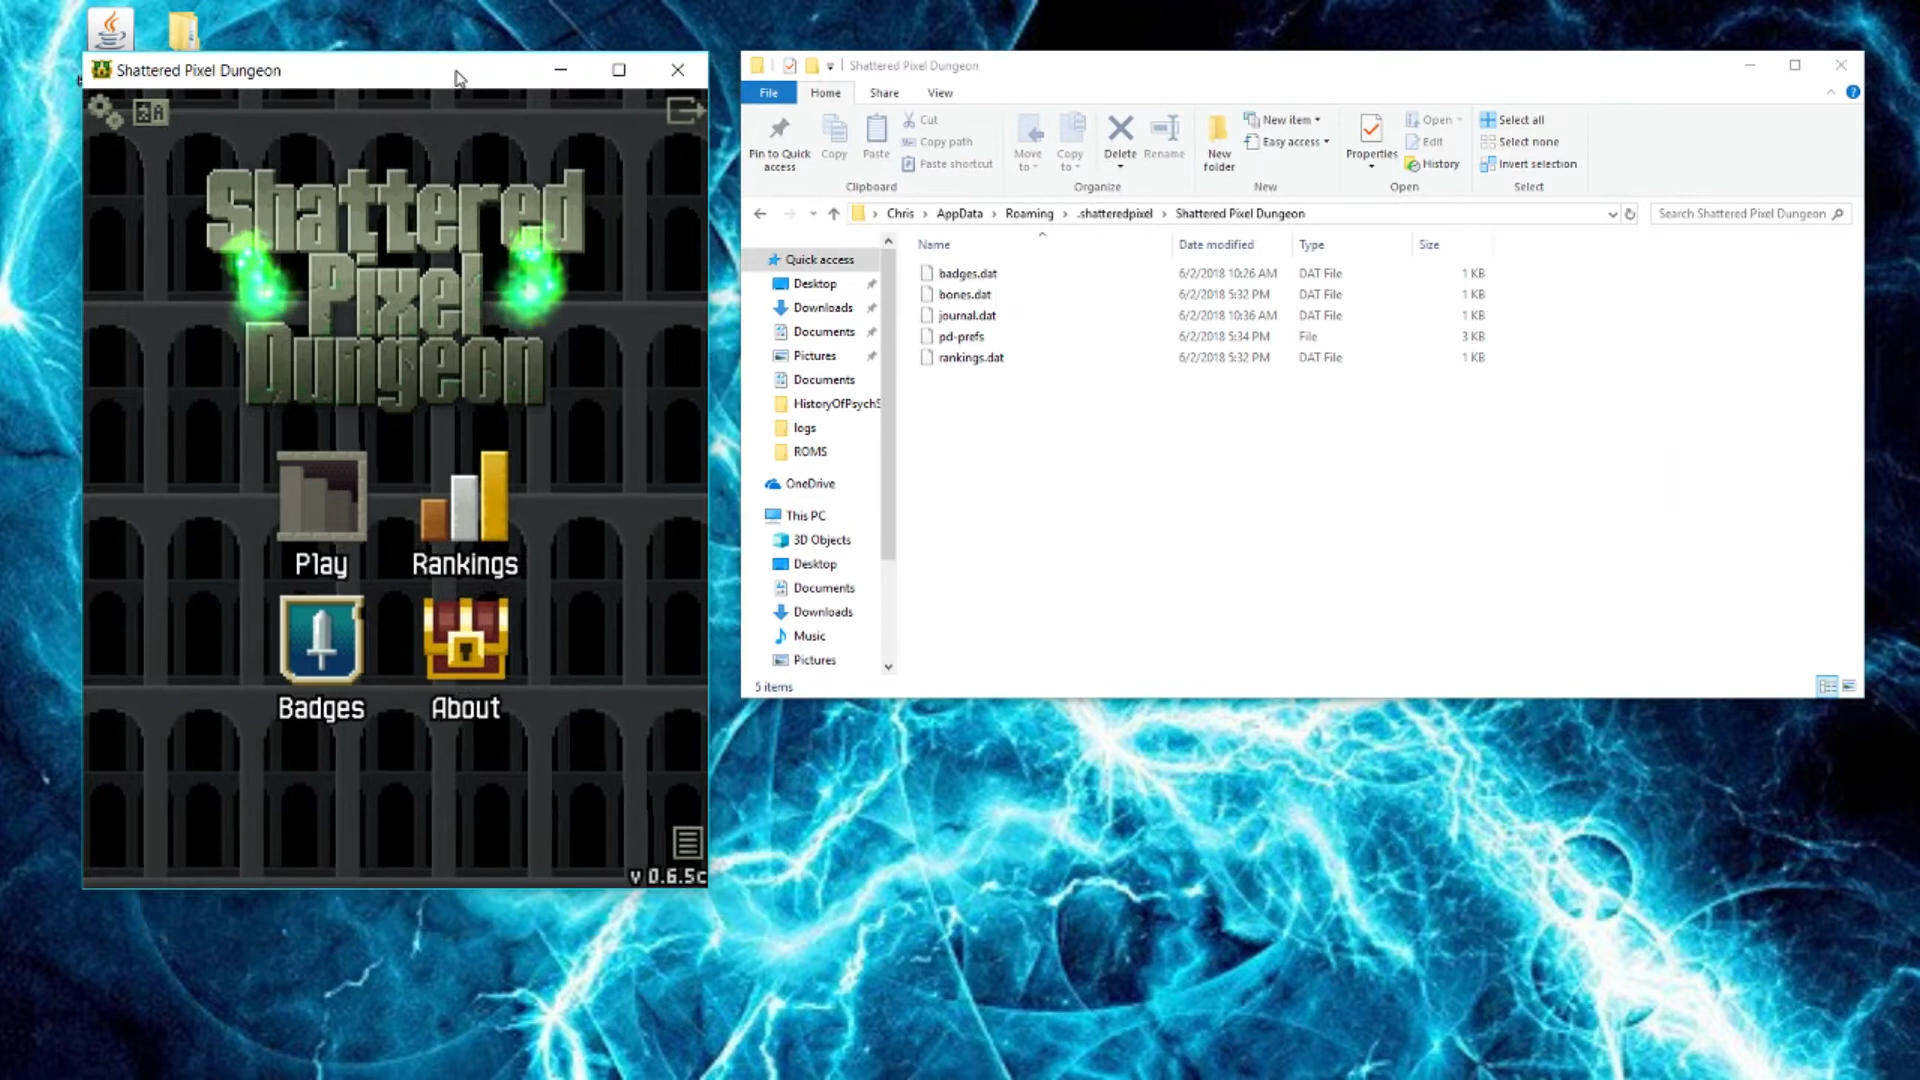 Shattered Pixel Dungeon
Shattered
Pixel
Dungeon
Play
Rankings
Badges
About
v 0.6.5c
Shattered Pixel Dungeon
File
Home
Share
View
Pin to Quick access
Copy
Paste
Cut
Copy path
Paste shortcut
Clipboard
Move to
Copy to
Delete
Rename
Organize
New folder
New item
Easy access
New
Properties
Open
Edit
History
Open
Select all
Select none
Invert selection
Select
Chris > AppData > Roaming > .shatteredpixel > Shattered Pixel Dungeon
Search Shattered Pixel Dungeon
Quick access
Desktop
Downloads
Documents
Pictures
Documents
HistoryOfPsychS
logs
ROMS
OneDrive
This PC
3D Objects
Desktop
Documents
Downloads
Music
Pictures
Name Date modified Type Size
badges.dat 6/2/2018 10:26 AM DAT File 1 KB
bones.dat 6/2/2018 5:32 PM DAT File 1 KB
journal.dat 6/2/2018 10:36 AM DAT File 1 KB
pd-prefs 6/2/2018 5:34 PM File 3 KB
rankings.dat 6/2/2018 5:32 PM DAT File 1 KB
5 items